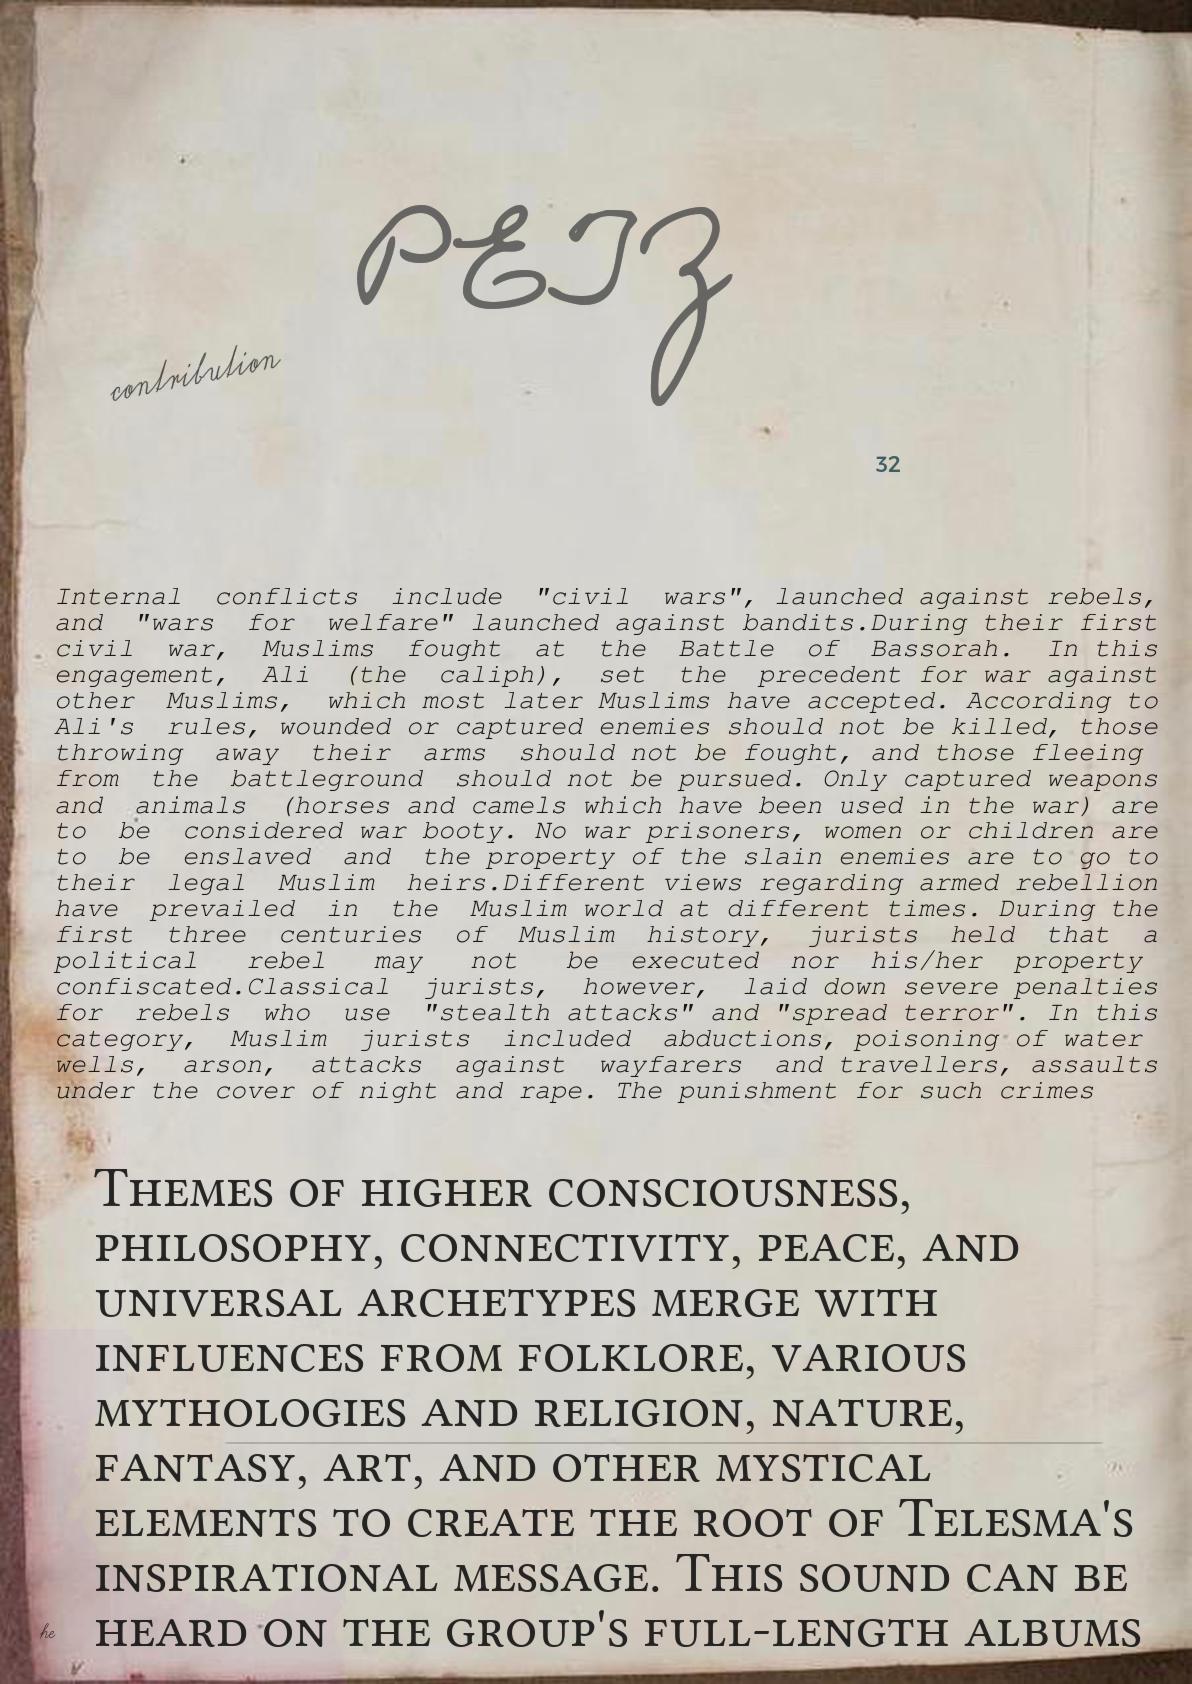 PETZ
contribution
32
Internal conflicts include "civil wars", launched against rebels,
and "wars for welfare" launched against bandits.During their first
civil war, Muslims fought at the Battle of Bassorah. In this
engagement, Ali (the caliph), set the precedent for war against
other Muslims, which most later Muslims have accepted. According to
Ali's rules, wounded or captured enemies should not be killed, those
throwing away their arms should not be fought, and those fleeing
from the battleground should not be pursued. Only captured weapons
and animals (horses and camels which have been used in the war) are
to be considered war booty. No war prisoners, women or children are
to be enslaved and the property of the slain enemies are to go to
their legal Muslim heirs.Different views regarding armed rebellion
have prevailed in the Muslim world at different times. During the
first three centuries of Muslim history, jurists held that a
political rebel may not be executed nor his/her property
confiscated.Classical jurists, however, laid down severe penalties
for rebels who use "stealth attacks" and "spread terror". In this
category, Muslim jurists included abductions, poisoning of water
wells, arson, attacks against wayfarers and travellers, assaults
under the cover of night and rape. The punishment for such crimes
Themes of higher consciousness,
philosophy, connectivity, peace, and
universal archetypes merge with
influences from folklore, various
mythologies and religion, nature,
fantasy, art, and other mystical
elements to create the root of Telesma's
inspirational message. This sound can be
heard on the group's full-length albums
he